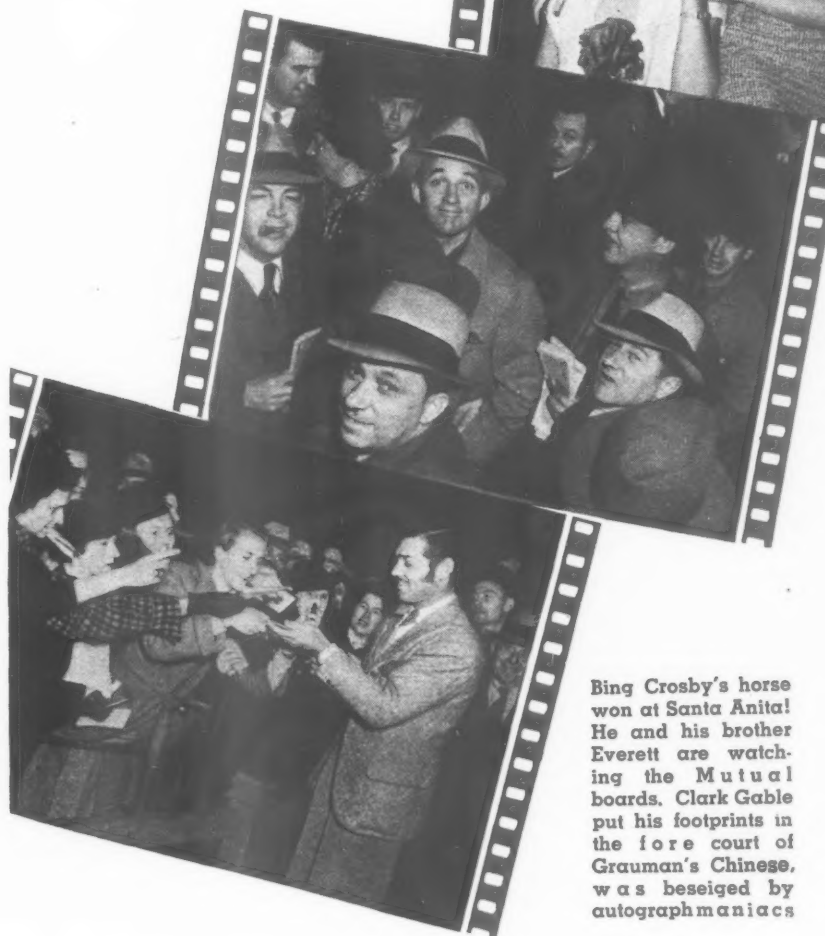 Bing Crosby's horse
won at Santa Anita!
He and his brother
Everett are watch-
ing the Mutual
boards. Clark Gable
put his footprints in
the fore court of
Grauman's Chinese,
was beseiged by
autographmaniacs